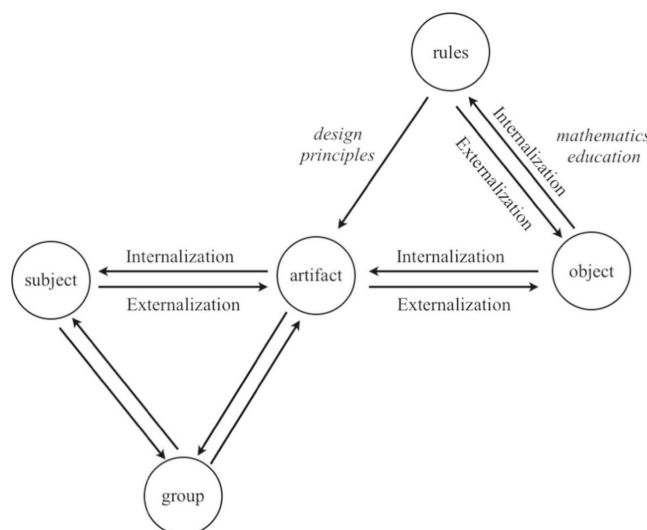 rules
design
principles
Internalization
Externalization
mathematics
education
subject
Internalization
Externalization
artifact
Internalization
Externalization
object
group